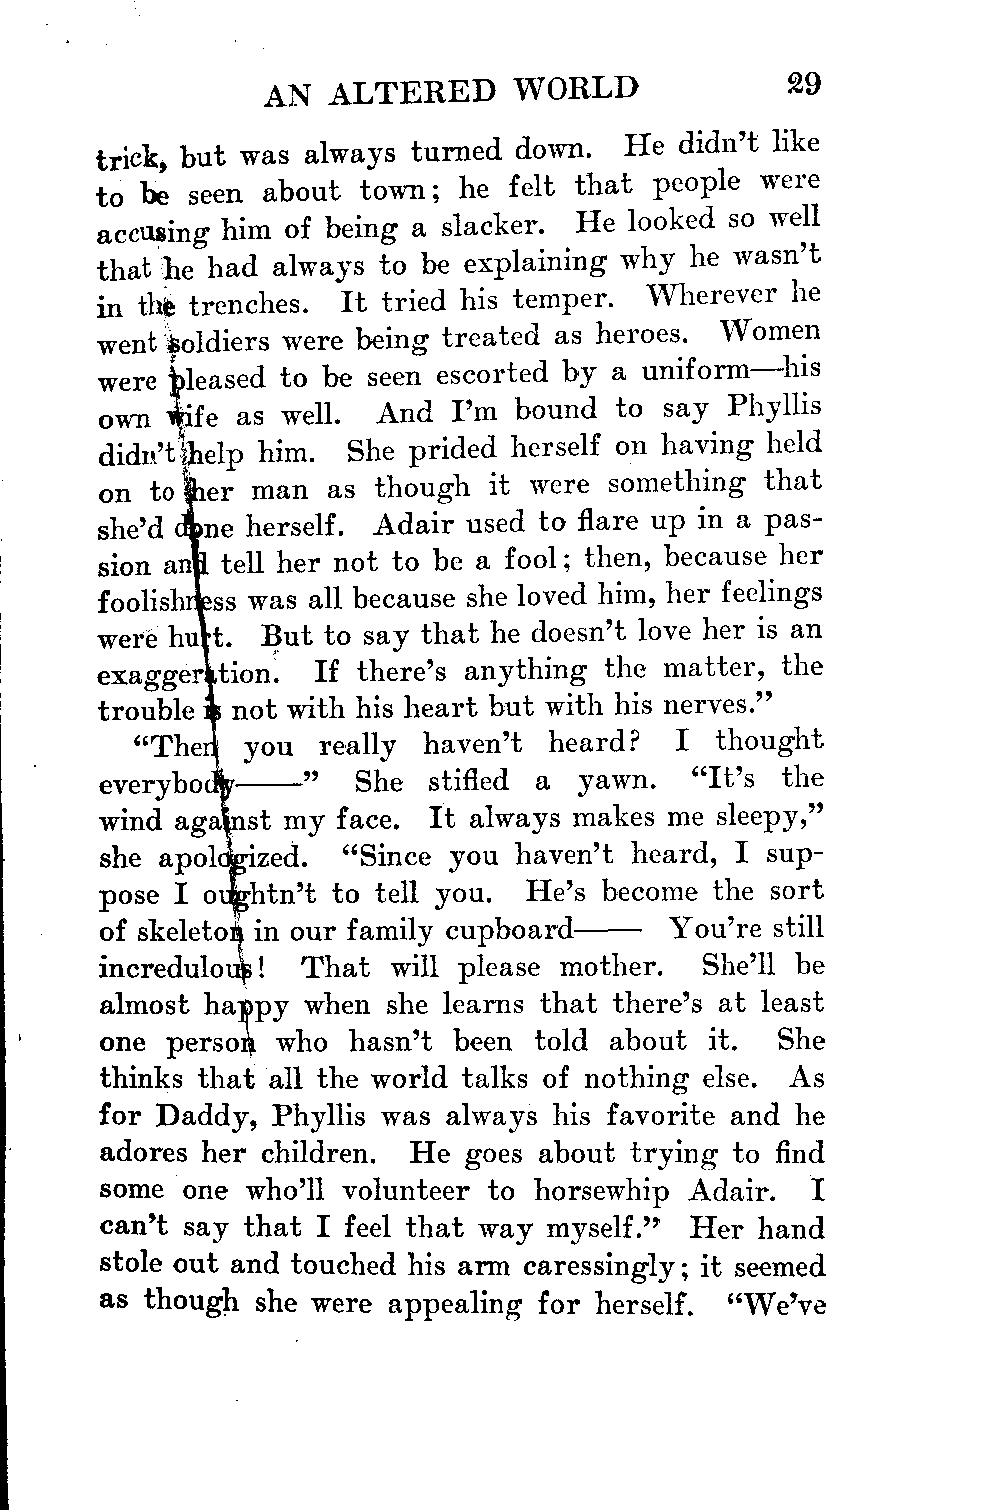 AN ALTERED WORLD 29
trick, but was always turned down. He didn't like
to be seen about town; he felt that people were
accusing him of being a slacker. He looked so well
that he had always to be explaining why he wasn't
in the trenches. It tried his temper. Wherever he
went soldiers were being treated as heroes. Women
were pleased to be seen escorted by a uniform—his
own wife as well. And I'm bound to say Phyllis
didn't help him. She prided herself on having held
on to her man as though it were something that
she'd done herself. Adair used to flare up in a pas-
sion and tell her not to be a fool; then, because her
foolishness was all because she loved him, her feelings
were hurt. But to say that he doesn't love her is an
exaggeration. If there's anything the matter, the
trouble is not with his heart but with his nerves."
"Then you really haven't heard? I thought
everybody——" She stifled a yawn. "It's the
wind against my face. It always makes me sleepy,"
she apologized. "Since you haven't heard, I sup-
pose I oughtn't to tell you. He's become the sort
of skeleton in our family cupboard—— You're still
incredulous! That will please mother. She'll be
almost happy when she learns that there's at least
one person who hasn't been told about it. She
thinks that all the world talks of nothing else. As
for Daddy, Phyllis was always his favorite and he
adores her children. He goes about trying to find
some one who'll volunteer to horsewhip Adair. I
can't say that I feel that way myself." Her hand
stole out and touched his arm caressingly; it seemed
as though she were appealing for herself. "We've